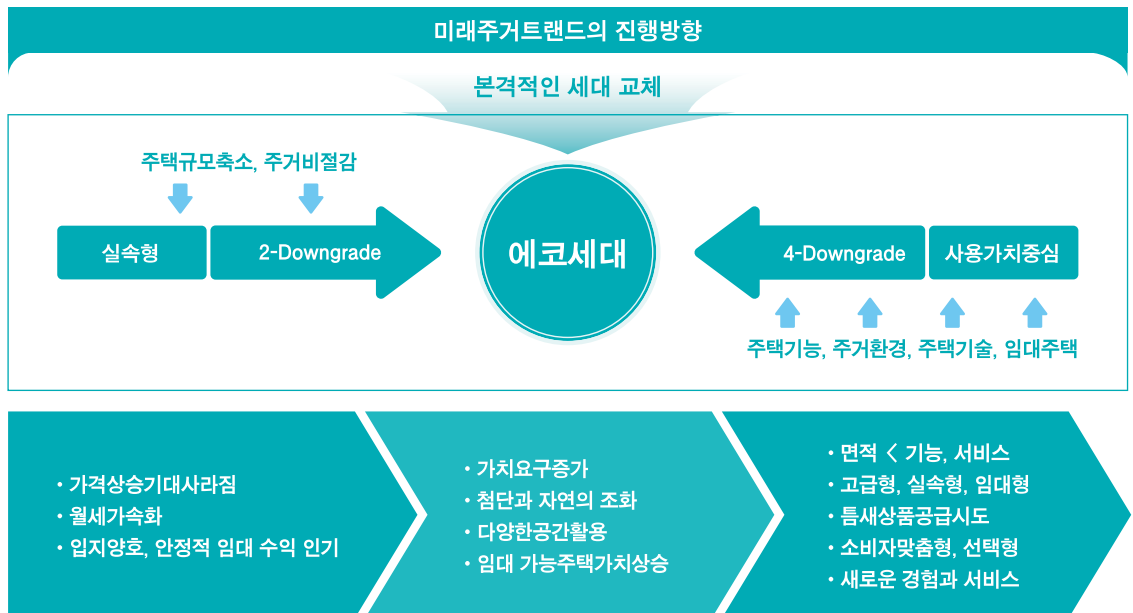 미래주거트랜드의 진행방향
본격적인 세대 교체
주택규모축소, 주거비절감
실속형
2-Downgrade
에코세대
4-Downgrade
사용가치중심
주택기능, 주거환경, 주택기술, 임대주택
• 가격상승기대사라짐
• 월세가속화
• 입지양호, 안정적 임대 수익 인기
• 가치요구증가
• 첨단과 자연의 조화
• 다양한공간활용
• 임대 가능주택가치상승
• 면적 < 기능, 서비스
• 고급형, 실속형, 임대형
• 틈새상품공급시도
• 소비자맞춤형, 선택형
• 새로운 경험과 서비스